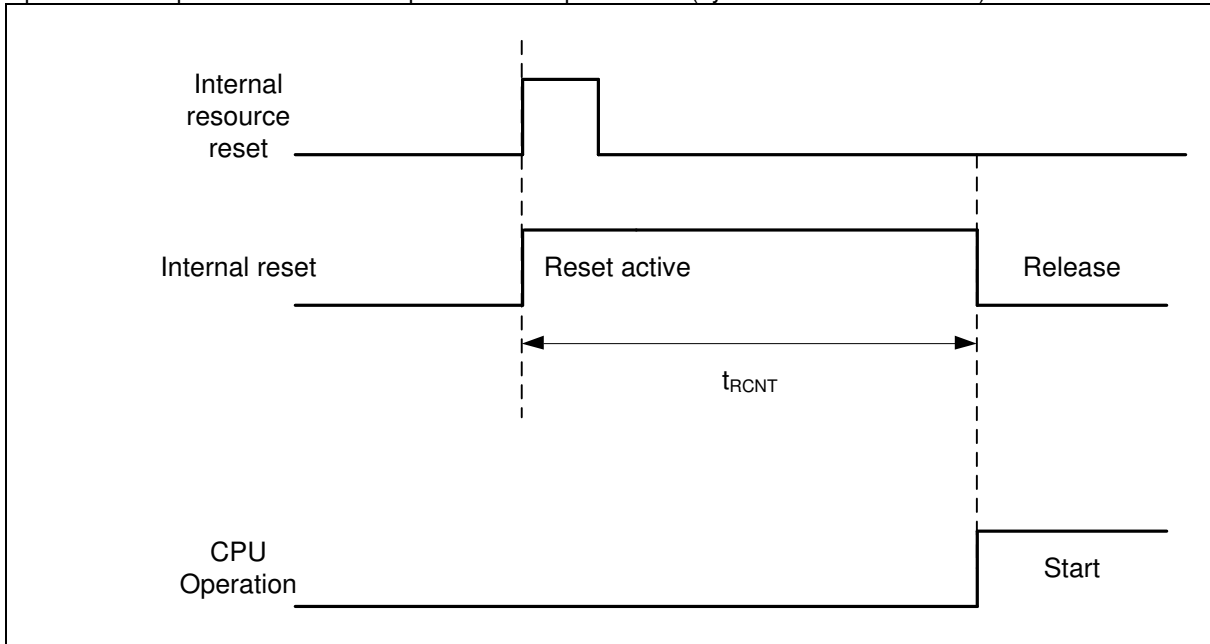 Internal
resource
reset
Internal reset
Reset active
Release
tRCNT
CPU
Operation
Start